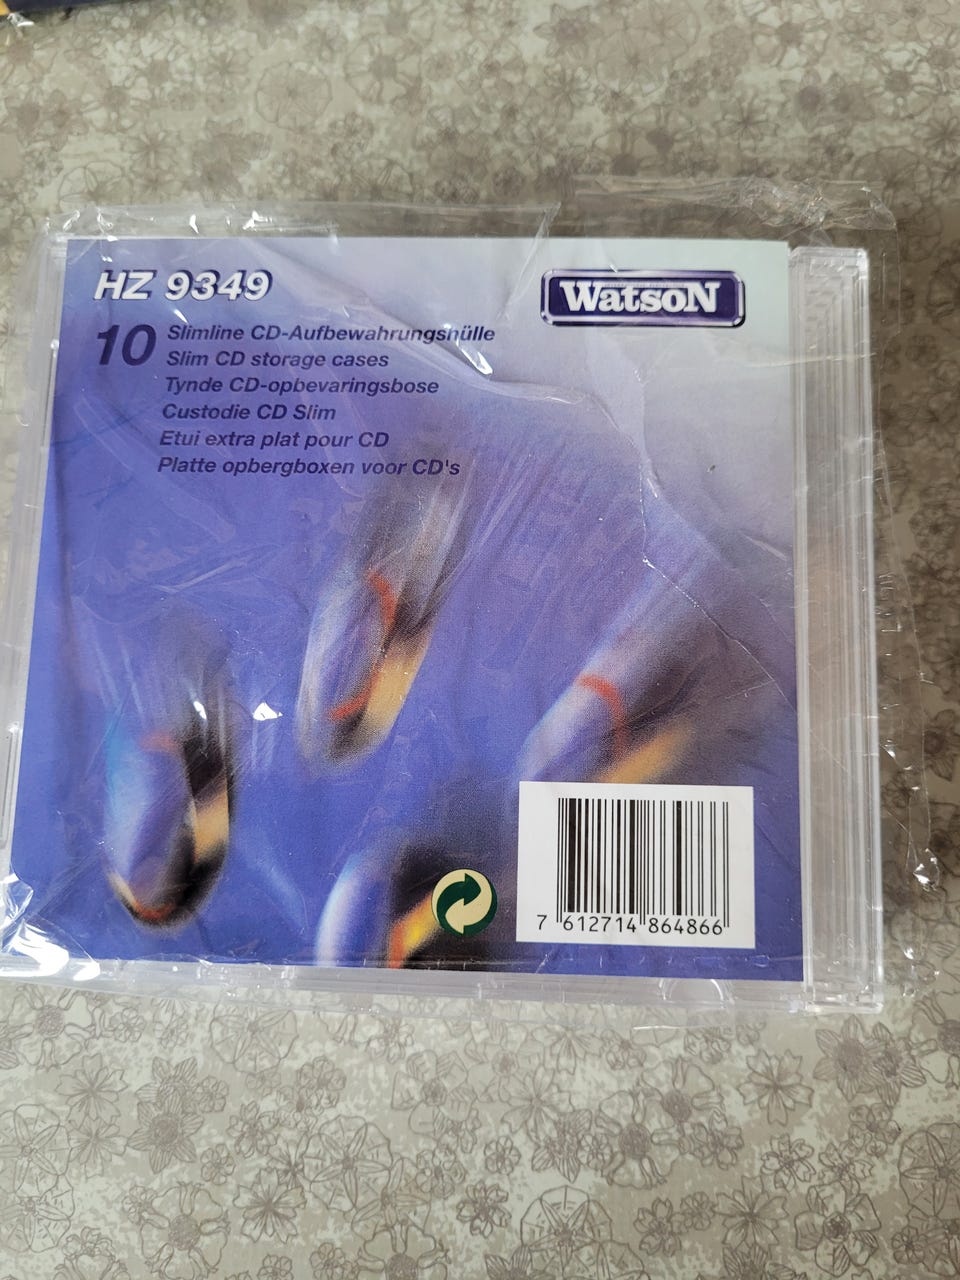 HZ 9349
WatsoN
10
Slimline CD-Aufbewahrungshülle
Slim CD storage cases
Tynde CD-opbevaringsbose
Custodie CD Slim
Etui extra plat pour CD
Platte opbergboxen voor CD's
7 612714 864866